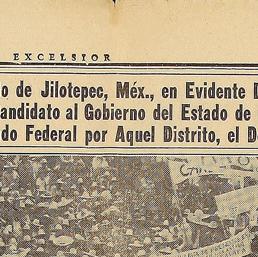 EXCELSIOR
o de Jilotepec, Méx., en Evidente D
andidato al Gobierno del Estado de
do Federal por Aquel Distrito, el D